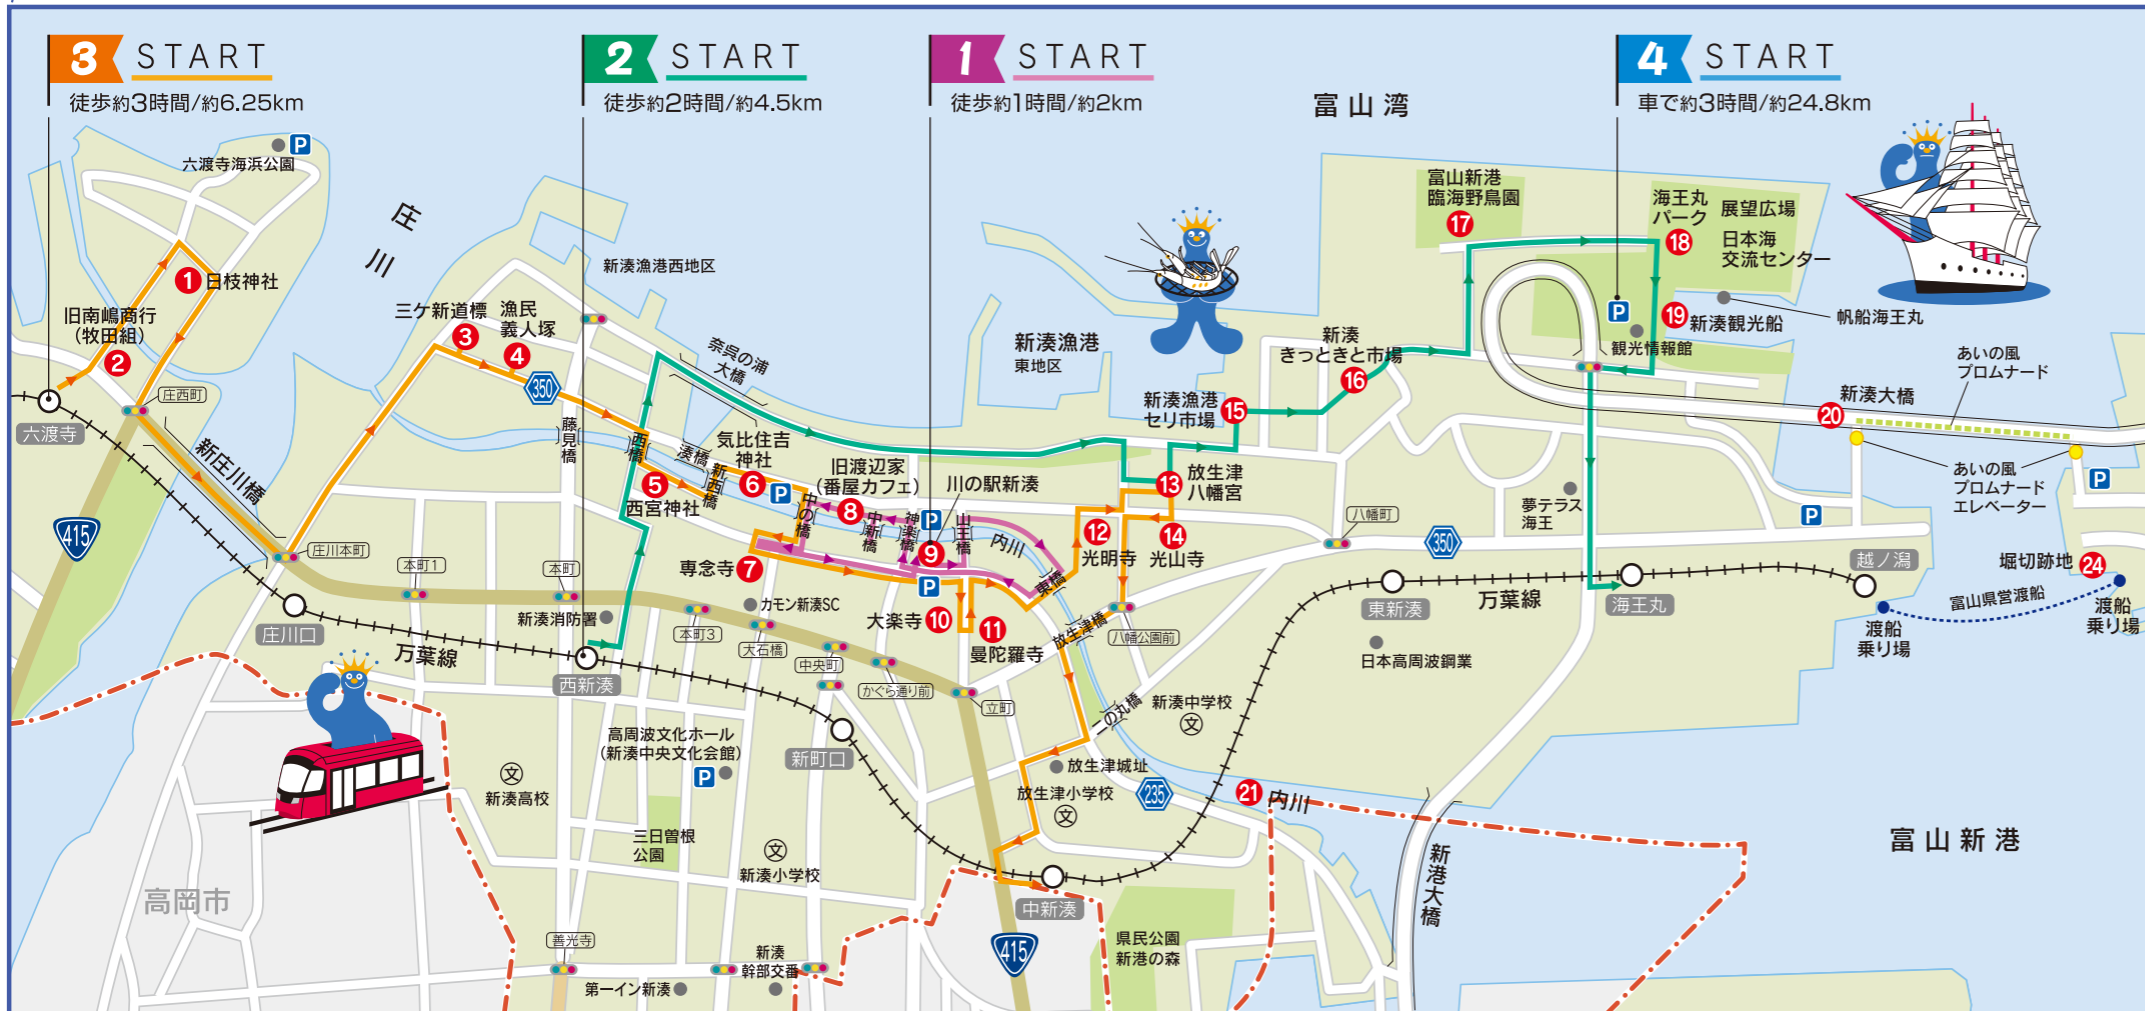 3 START
徒歩約3時間/約6.25km
2 START
徒歩約2時間/約4.5km
1 START
徒歩約1時間/約2km
4 START
車で約3時間/約24.8km
富山湾
六渡寺海浜公園
P
庄川
1 日枝神社
旧南嶋商行
(牧田組)
2
六渡寺
庄西町
新庄川橋
415
三ケ新道標
3
漁民
義人塚
4
350
新湊漁港西地区
奈呉の浦
大橋
藤見橋
西橋
湊橋
新西橋
5
西宮神社
気比住吉
神社
6
P
中の橋
旧渡辺家
(番屋カフェ)
8
中新橋
神楽橋
川の駅新湊
P
9
P
山王橋
内川
東橋
専念寺 7
大楽寺 10
11
曼陀羅寺
12
光明寺
13
放生津
八幡宮
14
光山寺
新湊漁港
東地区
新湊漁港
セリ市場 15
新湊
きっときと市場
16
富山新港
臨海野鳥園
17
海王丸
パーク
18
展望広場
日本海
交流センター
P
19 新湊観光船
観光情報館
帆船海王丸
あいの風
プロムナード
新湊大橋
20
あいの風
プロムナード
エレベーター
P
P
夢テラス
海王
八幡町
350
越ノ潟
堀切跡地 24
富山県営渡船
渡船
乗り場
渡船
乗り場
海王丸
万葉線
東新湊
日本高周波鋼業
放生津橋
八幡公園前
庄川本町
本町1
本町
庄川口
万葉線
新湊消防署
西新湊
本町3
カモン新湊SC
大石橋
中央町
かぐら通り前
立町
新町口
高周波文化ホール
(新湊中央文化会館)
P
文
新湊高校
三日曽根
公園
文
新湊小学校
高岡市
善光寺
第一イン新湊
新湊
幹部交番
一の丸橋
新湊中学校
文
放生津城址
放生津小学校
文
235
21 内川
中新湊
415
県民公園
新港の森
新港大橋
富山新港